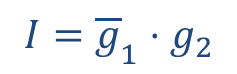 I = g̅₁ · g₂